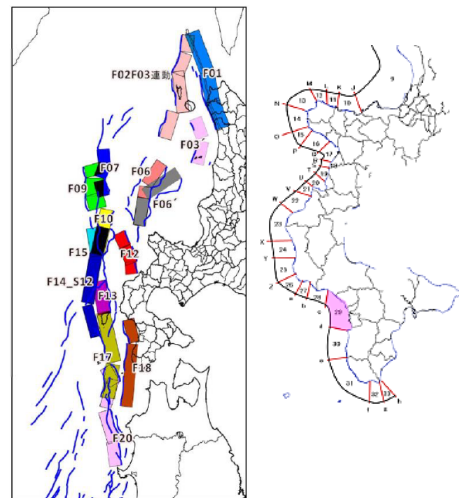 F01
F02F03連動
F03
F07
F06
F09
F06´
F10
F15
F12
F14_S12
F13
F17
F18
F20
9
M
L
K
J
12
11
10
N
13
14
O
15
P
16
17
20
U
21
V
22
W
23
X
24
Y
25
Z
26
27
28
a
b
c
29
d
30
e
31
32
33
f
g
h